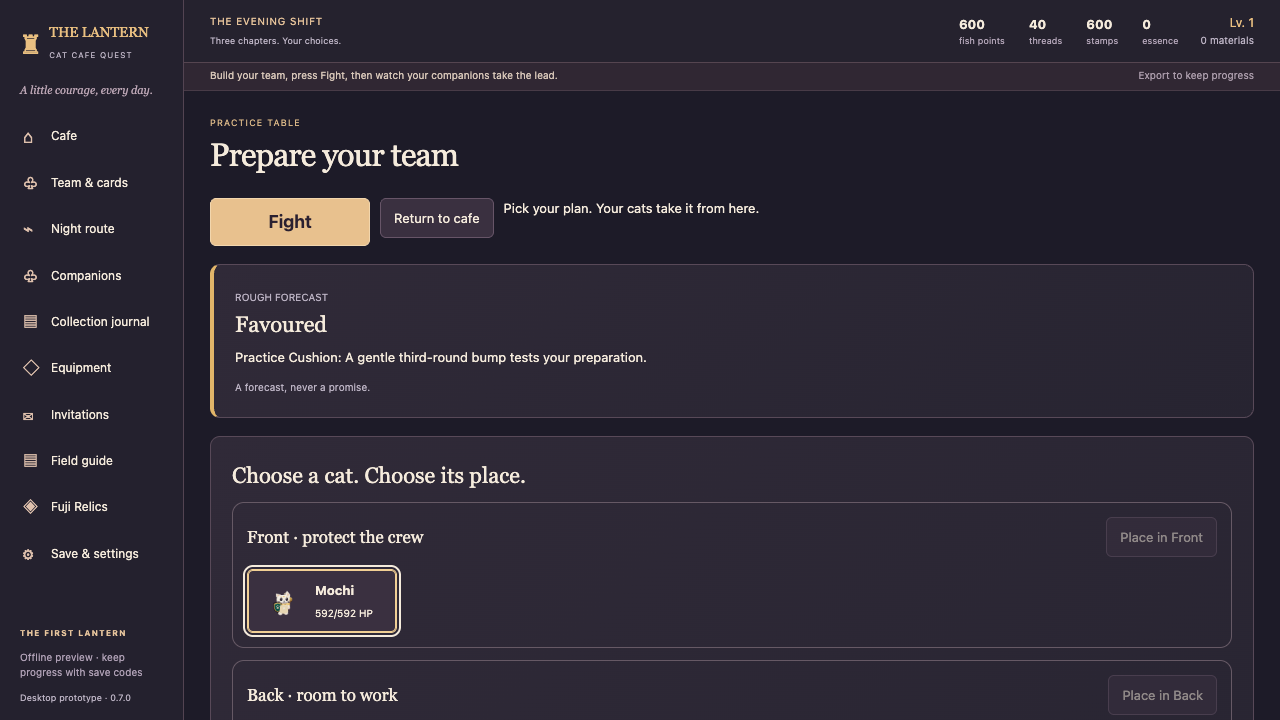 THE LANTERN
CAT CAFE QUEST
A little courage, every day.
Cafe
Team & cards
Night route
Companions
Collection journal
Equipment
Invitations
Field guide
Fuji Relics
Save & settings
THE FIRST LANTERN
Offline preview · keep
progress with save codes
Desktop prototype · 0.7.0
THE EVENING SHIFT
Three chapters. Your choices.
600
fish points
40
threads
600
stamps
0
essence
Lv. 1
0 materials
Build your team, press Fight, then watch your companions take the lead.
Export to keep progress
PRACTICE TABLE
Prepare your team
Fight
Return to cafe
Pick your plan. Your cats take it from here.
ROUGH FORECAST
Favoured
Practice Cushion: A gentle third-round bump tests your preparation.
A forecast, never a promise.
Choose a cat. Choose its place.
Front · protect the crew
Place in Front
Mochi
592/592 HP
Back · room to work
Place in Back